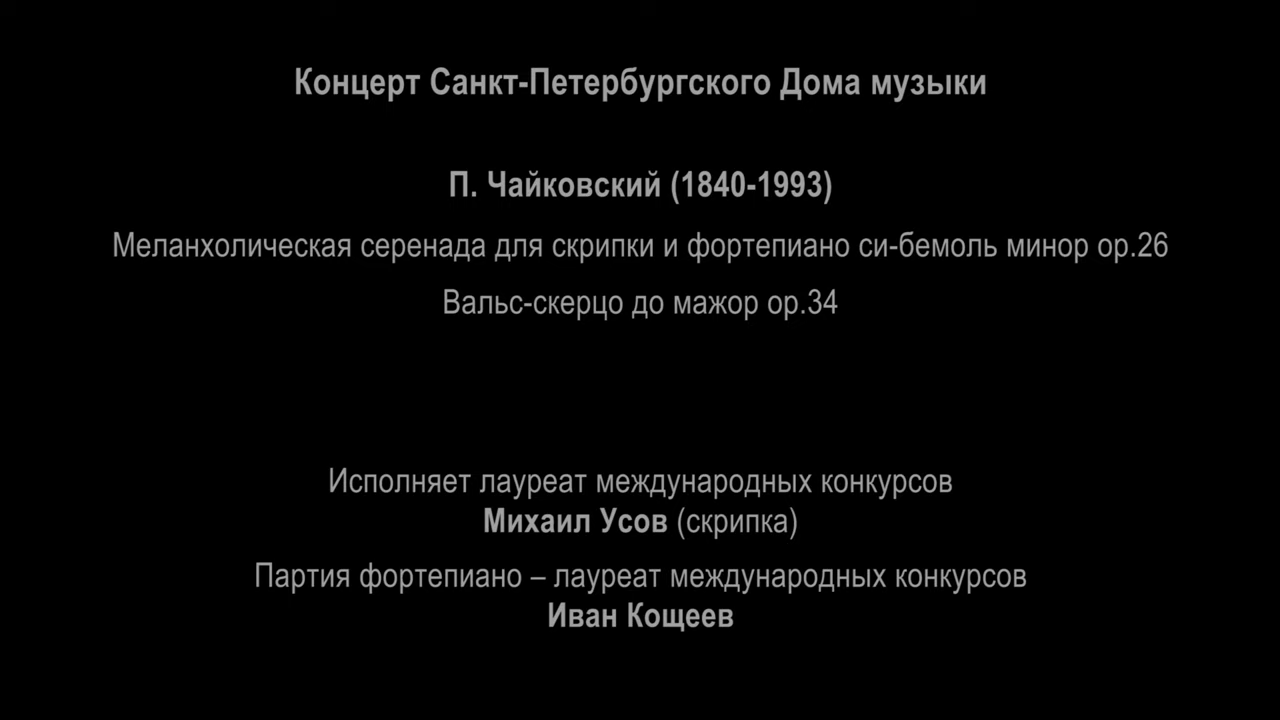 Концерт Санкт-Петербургского Дома музыки
П. Чайковский (1840-1993)
Меланхолическая серенада для скрипки и фортепиано си-бемоль минор ор.26
Вальс-скерцо до мажор ор.34
Исполняет лауреат международных конкурсов
Михаил Усов (скрипка)
Партия фортепиано – лауреат международных конкурсов
Иван Кощеев